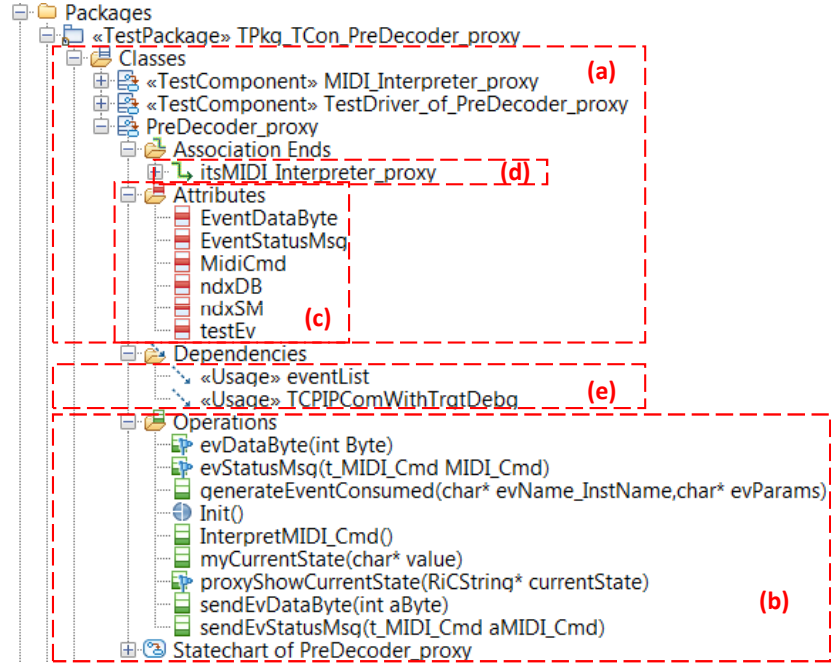 Packages
«TestPackage» TPkg_TCon_PreDecoder_proxy
Classes
(a)
«TestComponent» MIDI_Interpreter_proxy
«TestComponent» TestDriver_of_PreDecoder_proxy
PreDecoder_proxy
Association Ends
itsMIDI_Interpreter_proxy
(d)
Attributes
EventDataByte
EventStatusMsg
MidiCmd
ndxDB
ndxSM
(c)
testEv
Dependencies
«Usage» eventList
(e)
«Usage» TCPIPComWithTrgtDebg
Operations
evDataByte(int Byte)
evStatusMsg(t_MIDI_Cmd MIDI_Cmd)
generateEventConsumed(char* evName_InstName,char* evParams)
Init()
InterpretMIDI_Cmd()
myCurrentState(char* value)
proxyShowCurrentState(RiCString* currentState)
(b)
sendEvDataByte(int aByte)
sendEvStatusMsg(t_MIDI_Cmd aMIDI_Cmd)
Statechart of PreDecoder_proxy